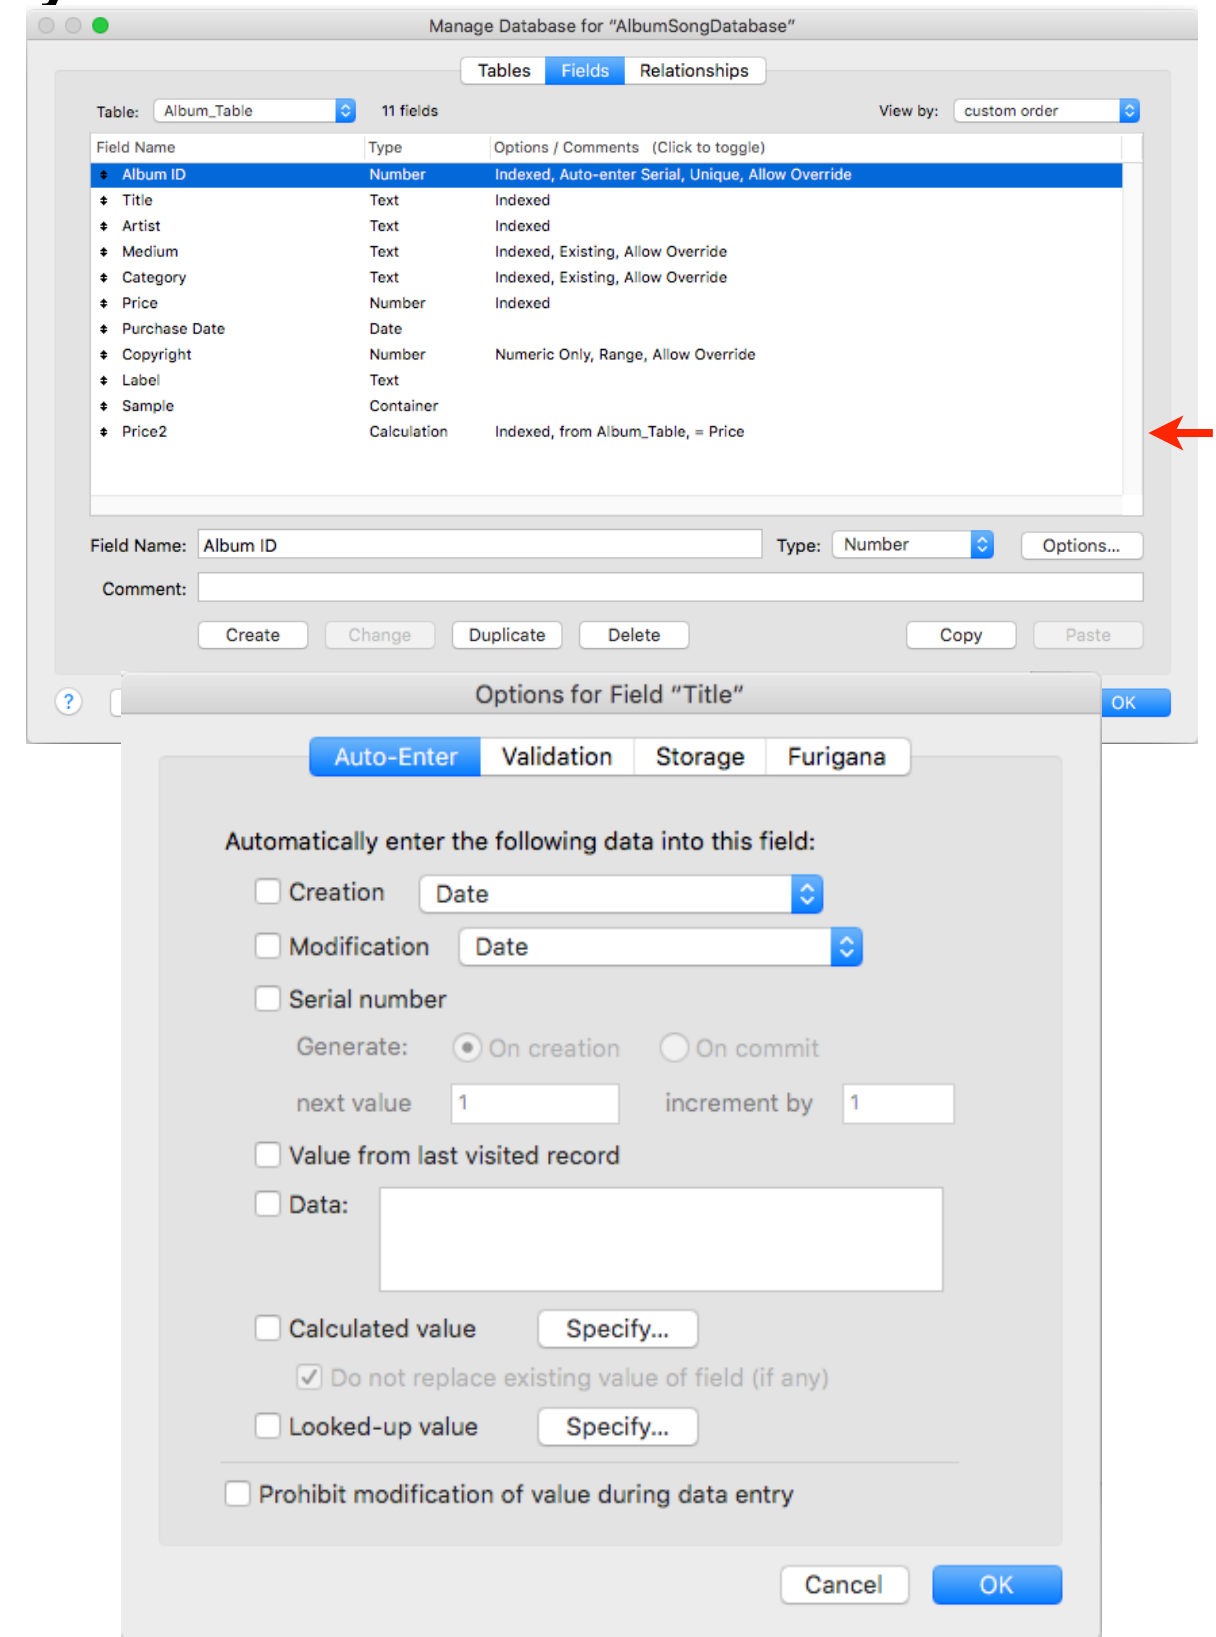 Manage Database for "AlbumSongDatabase"
Tables Fields Relationships
Table: Album_Table 11 fields View by: custom order
Field Name Type Options / Comments (Click to toggle)
Album ID Number Indexed, Auto-enter Serial, Unique, Allow Override
Title Text Indexed
Artist Text Indexed
Medium Text Indexed, Existing, Allow Override
Category Text Indexed, Existing, Allow Override
Price Number Indexed
Purchase Date Date
Copyright Number Numeric Only, Range, Allow Override
Label Text
Sample Container
Price2 Calculation Indexed, from Album_Table, = Price
Field Name: Album ID Type: Number Options...
Comment:
Create Change Duplicate Delete Copy Paste
? OK
Options for Field "Title"
Auto-Enter Validation Storage Furigana
Automatically enter the following data into this field:
Creation Date
Modification Date
Serial number
Generate: On creation On commit
next value 1 increment by 1
Value from last visited record
Data:
Calculated value Specify...
Do not replace existing value of field (if any)
Looked-up value Specify...
Prohibit modification of value during data entry
Cancel OK